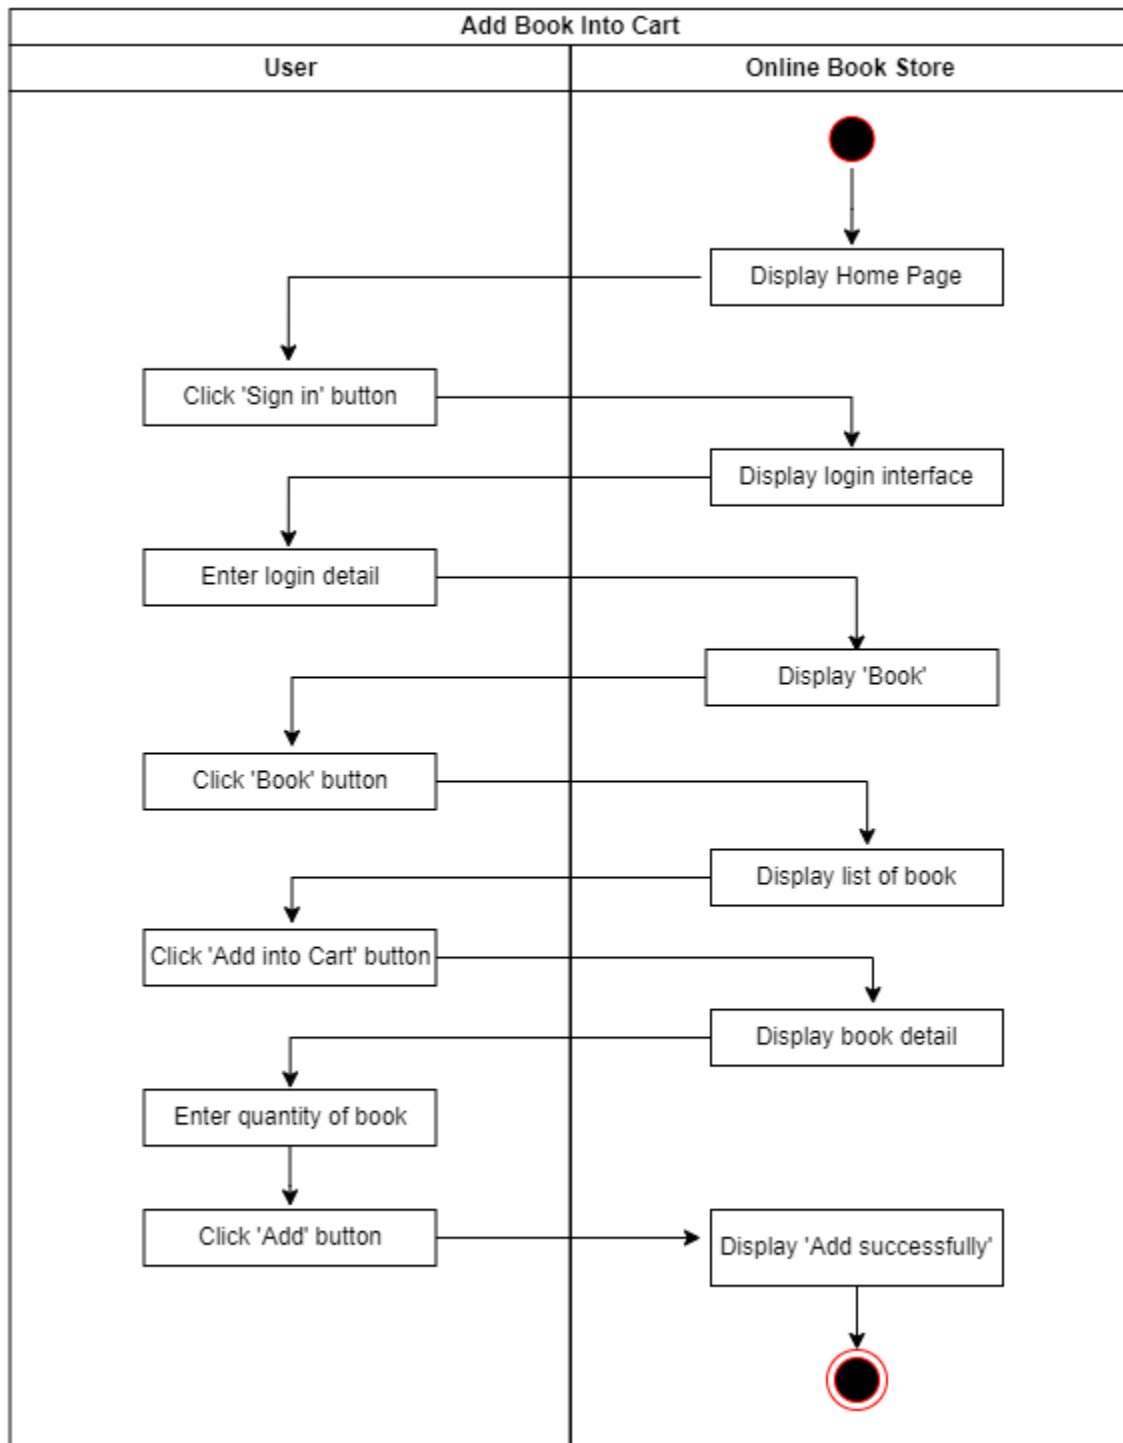 Add Book Into Cart
User
Online Book Store
Display Home Page
Click 'Sign in' button
Display login interface
Enter login detail
Display 'Book'
Click 'Book' button
Display list of book
Click 'Add into Cart' button
Display book detail
Enter quantity of book
Click 'Add' button
Display 'Add successfully'